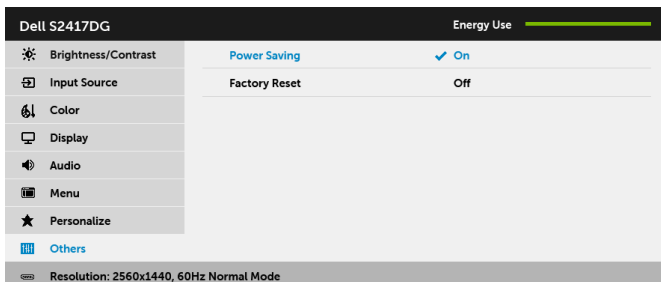 Dell S2417DG Energy Use
Brightness/Contrast Power Saving On
Input Source Factory Reset Off
Color
Display
Audio
Menu
Personalize
Others
Resolution: 2560x1440, 60Hz Normal Mode